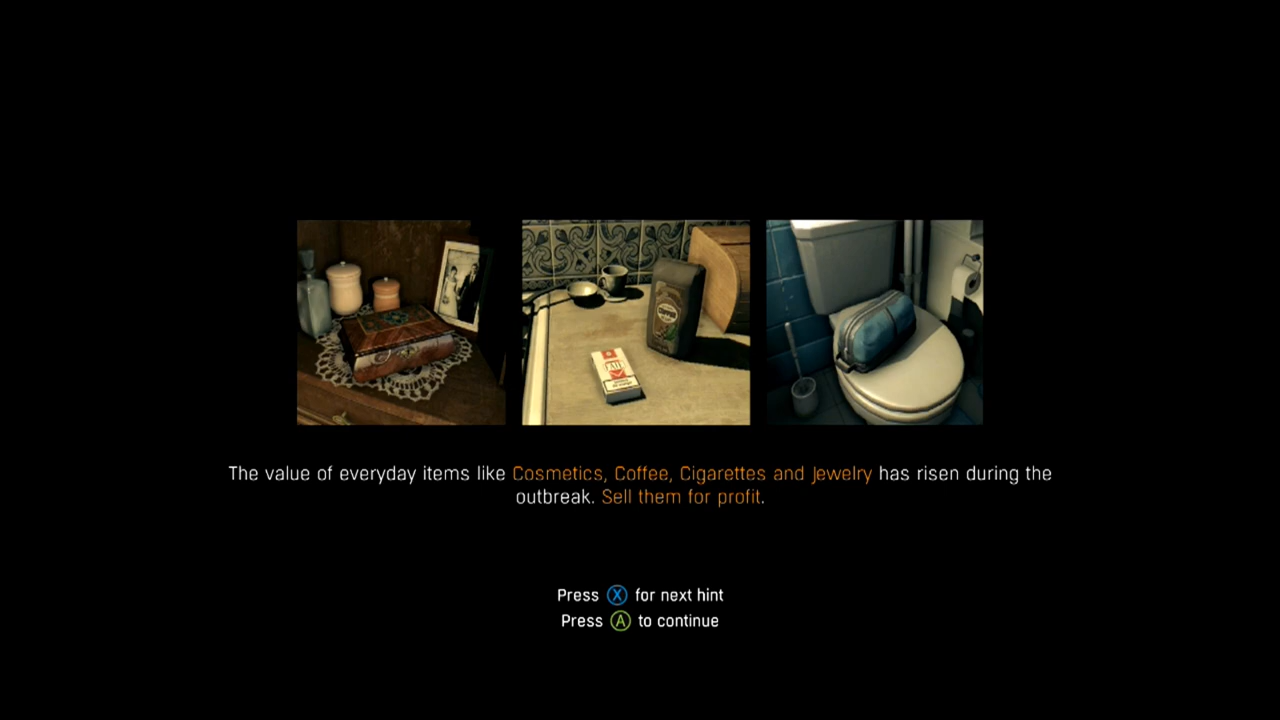 The value of everyday items like Cosmetics, Coffee, Cigarettes and Jewelry has risen during the
outbreak. Sell them for profit.
Press X for next hint
Press A to continue